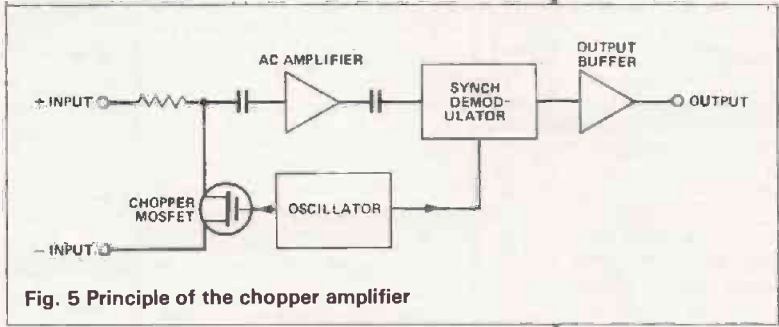 AC AMPLIFIER
OUTPUT
BUFFER
+ INPUT
SYNCH
DEMOD-
ULATOR
OUTPUT
CHOPPER
MOSFET
OSCILLATOR
– INPUT
Fig. 5 Principle of the chopper amplifier